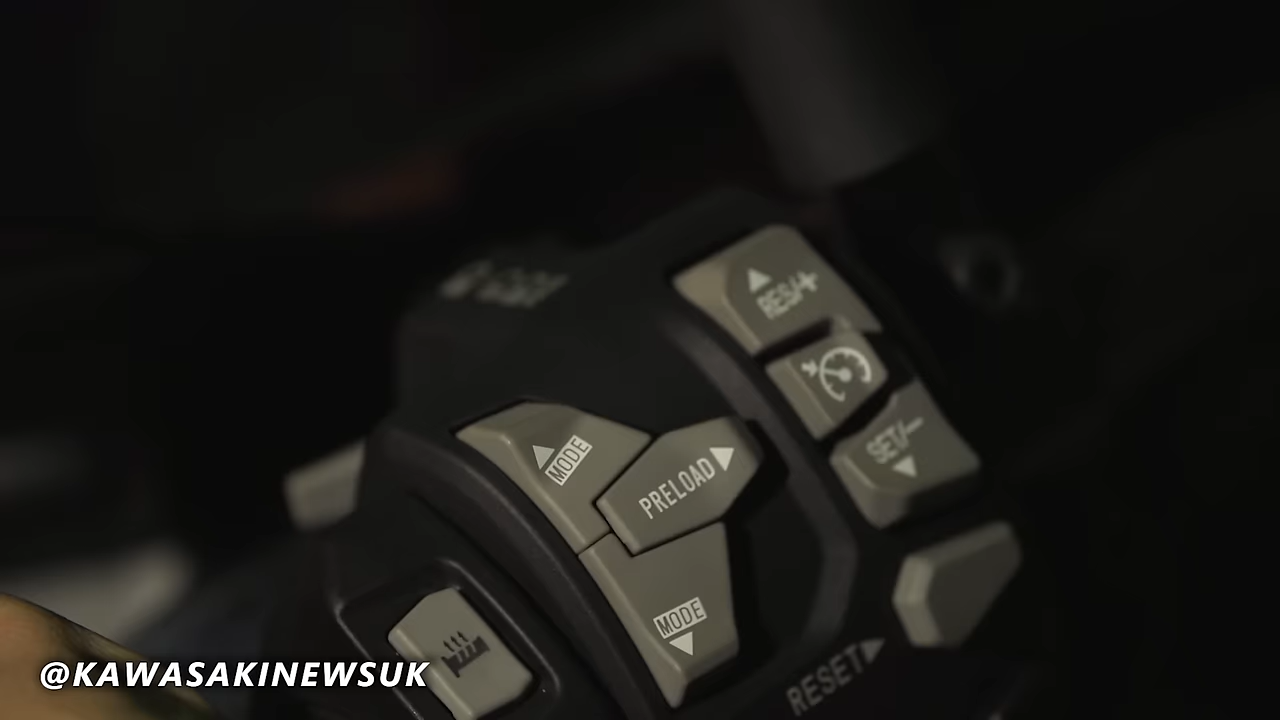 RES/+
SET/—
MODE
PRELOAD
MODE
RESET
@KAWASAKINEWSUK